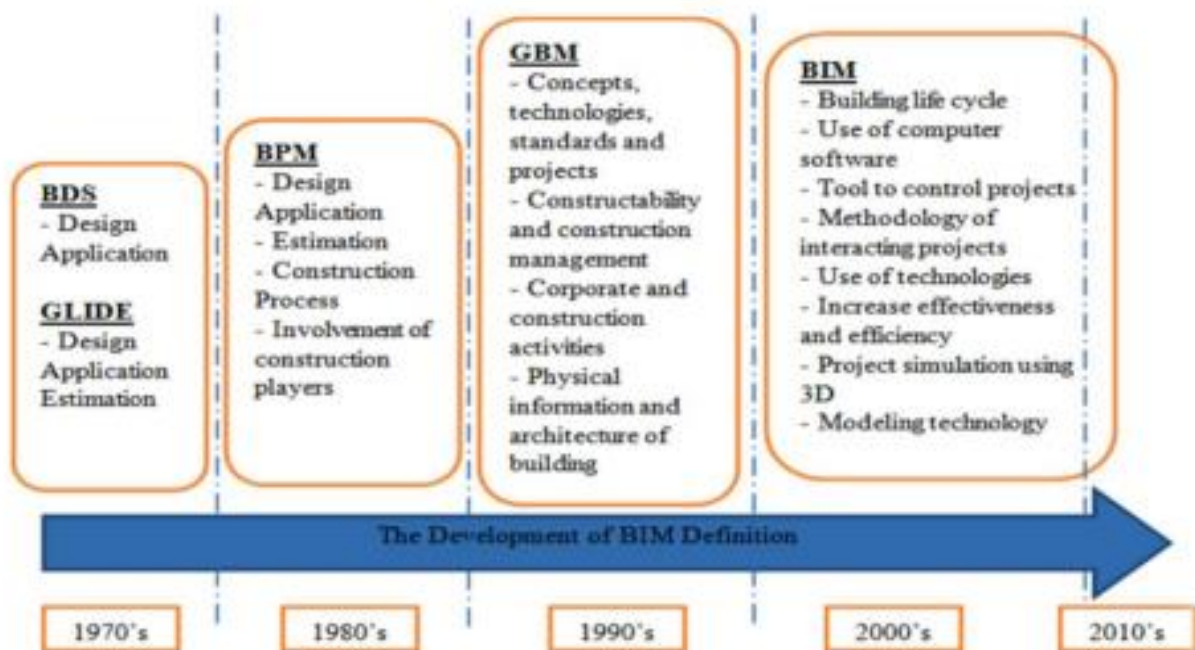 BDS
- Design
Application
GLIDE
- Design
Application
Estimation
BPM
- Design
Application
- Estimation
- Construction
Process
- Involvement of
construction
players
GBM
- Concepts,
technologies,
standards and
projects
- Constructability
and construction
management
- Corporate and
construction
activities
- Physical
information and
architecture of
building
BIM
- Building life cycle
- Use of computer
software
- Tool to control projects
- Methodology of
interacting projects
- Use of technologies
- Increase effectiveness
and efficiency
- Project simulation using
3D
- Modeling technology
The Development of BIM Definition
1970's
1980's
1990's
2000's
2010's